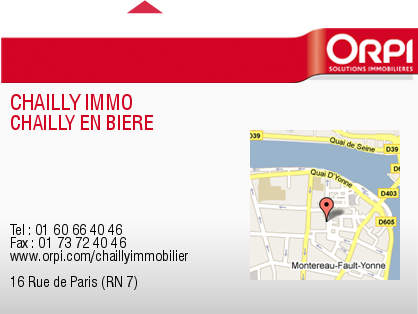 ORPI
SOLUTIONS IMMOBILIÈRES
CHAILLY IMMO
CHAILLY EN BIERE
D39
Quai de Seine
D39
Quai D'Yonne
D403
D605
Montereau-Fault-Yonne
Tel : 01 60 66 40 46
Fax : 01 73 72 40 46
www.orpi.com/chaillyimmobilier
16 Rue de Paris (RN 7)